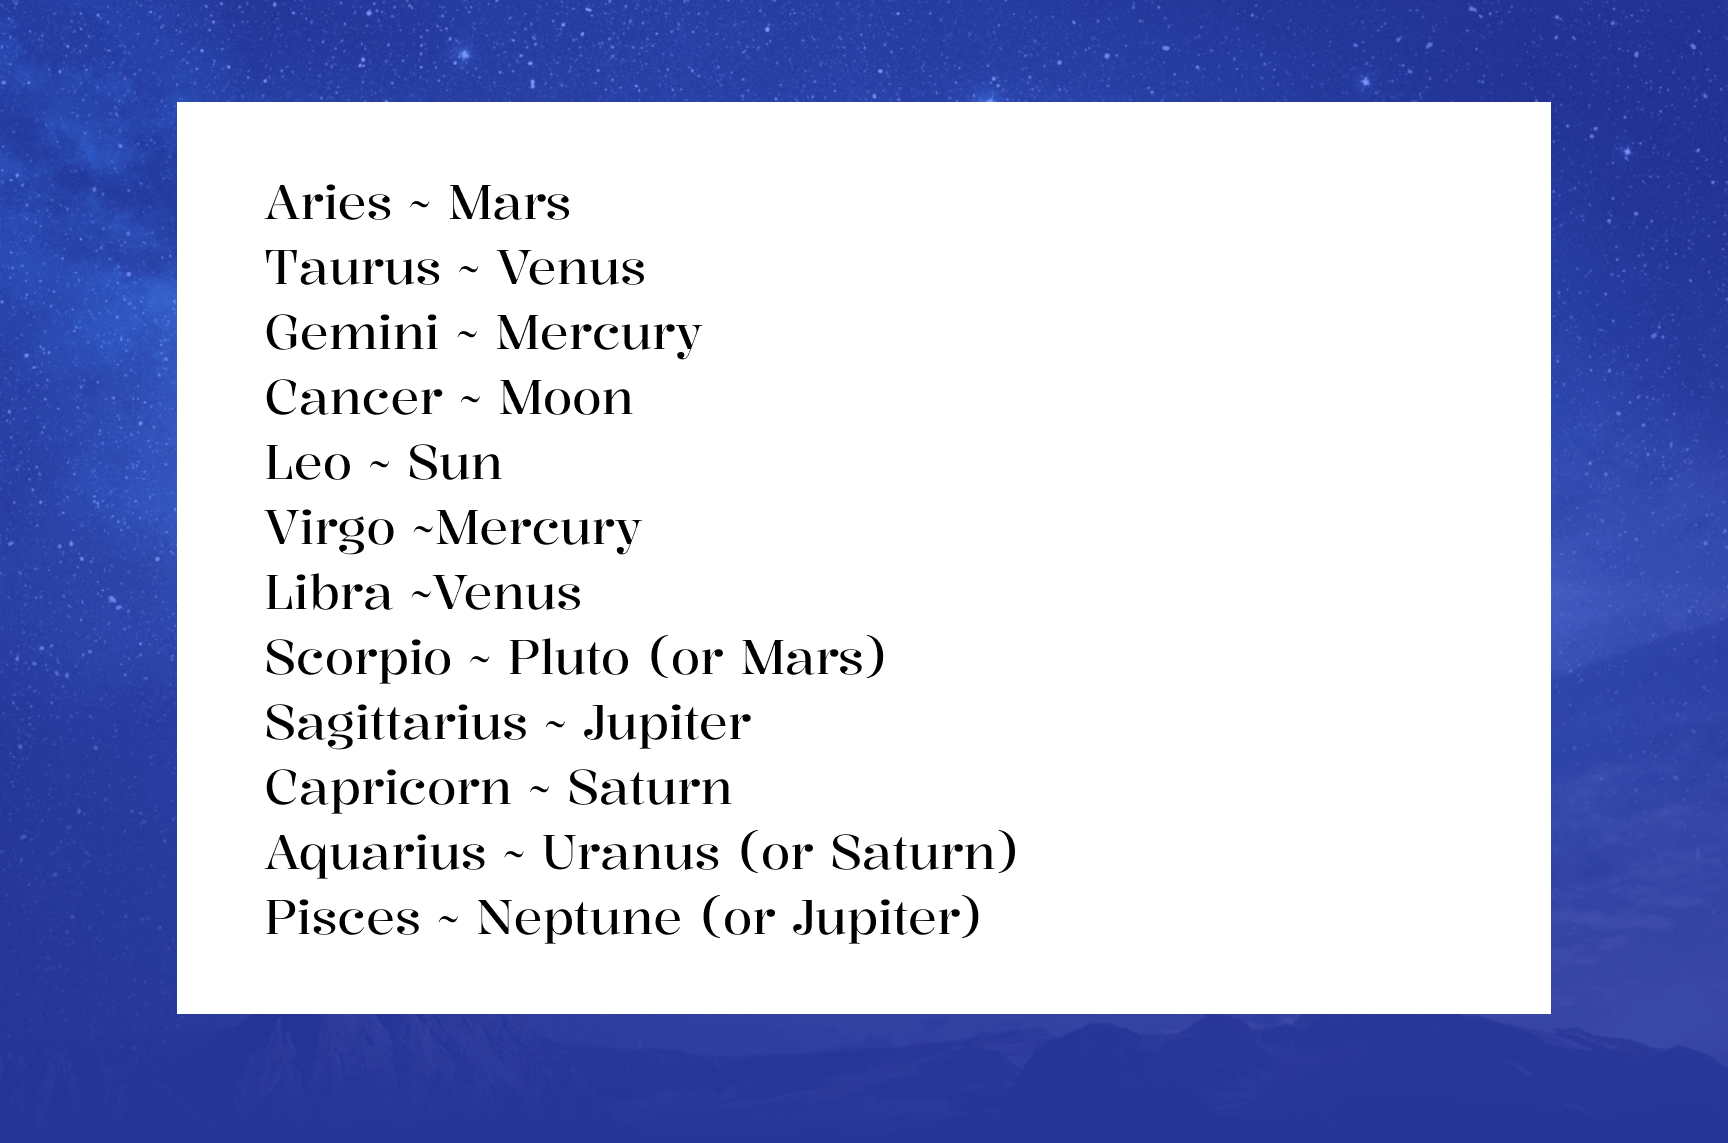 Aries ~ Mars
Taurus ~ Venus
Gemini ~ Mercury
Cancer ~ Moon
Leo ~ Sun
Virgo ~Mercury
Libra ~Venus
Scorpio ~ Pluto (or Mars)
Sagittarius ~ Jupiter
Capricorn ~ Saturn
Aquarius ~ Uranus (or Saturn)
Pisces ~ Neptune (or Jupiter)